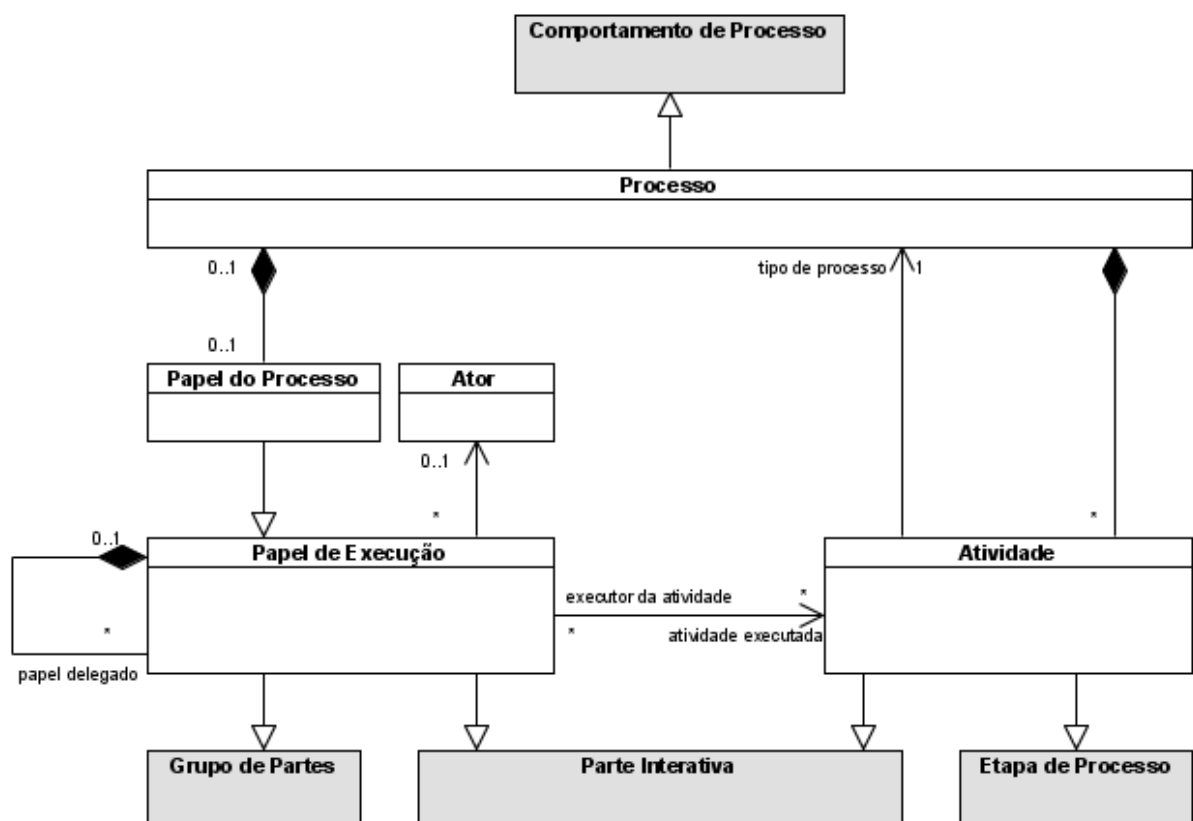 Comportamento de Processo
Processo
0..1
tipo de processo
1
0..1
Papel do Processo
Ator
0..1
*
*
0..1
Papel de Execução
Atividade
executor da atividade
*
*
*
atividade executada
papel delegado
Grupo de Partes
Parte Interativa
Etapa de Processo